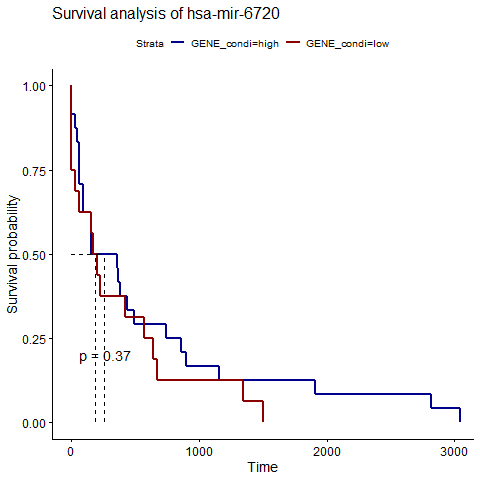 Survival analysis of hsa-mir-6720
Strata GENE_condi=high GENE_condi=low
1.00
0.75
0.50
0.25
0.00
Survival probability
p = 0.37
0 1000 2000 3000
Time